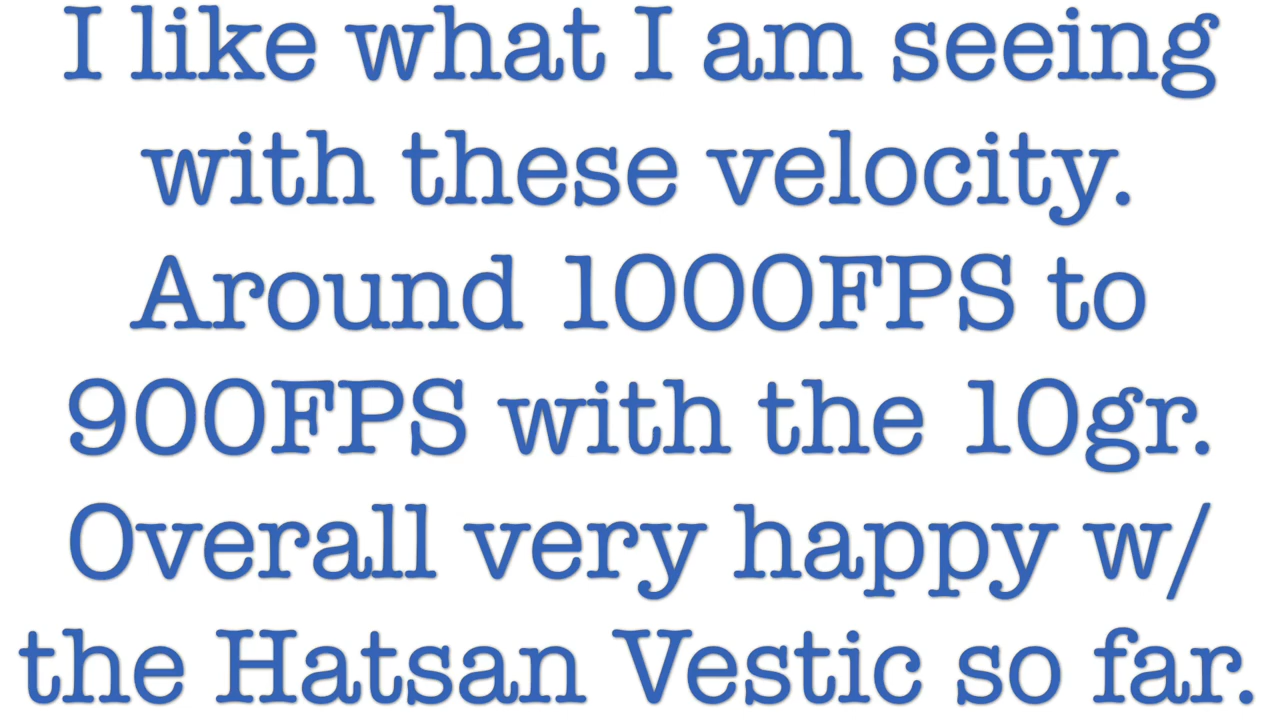 I like what I am seeing
with these velocity.
Around 1000FPS to
900FPS with the 10gr.
Overall very happy w/
the Hatsan Vestic so far.